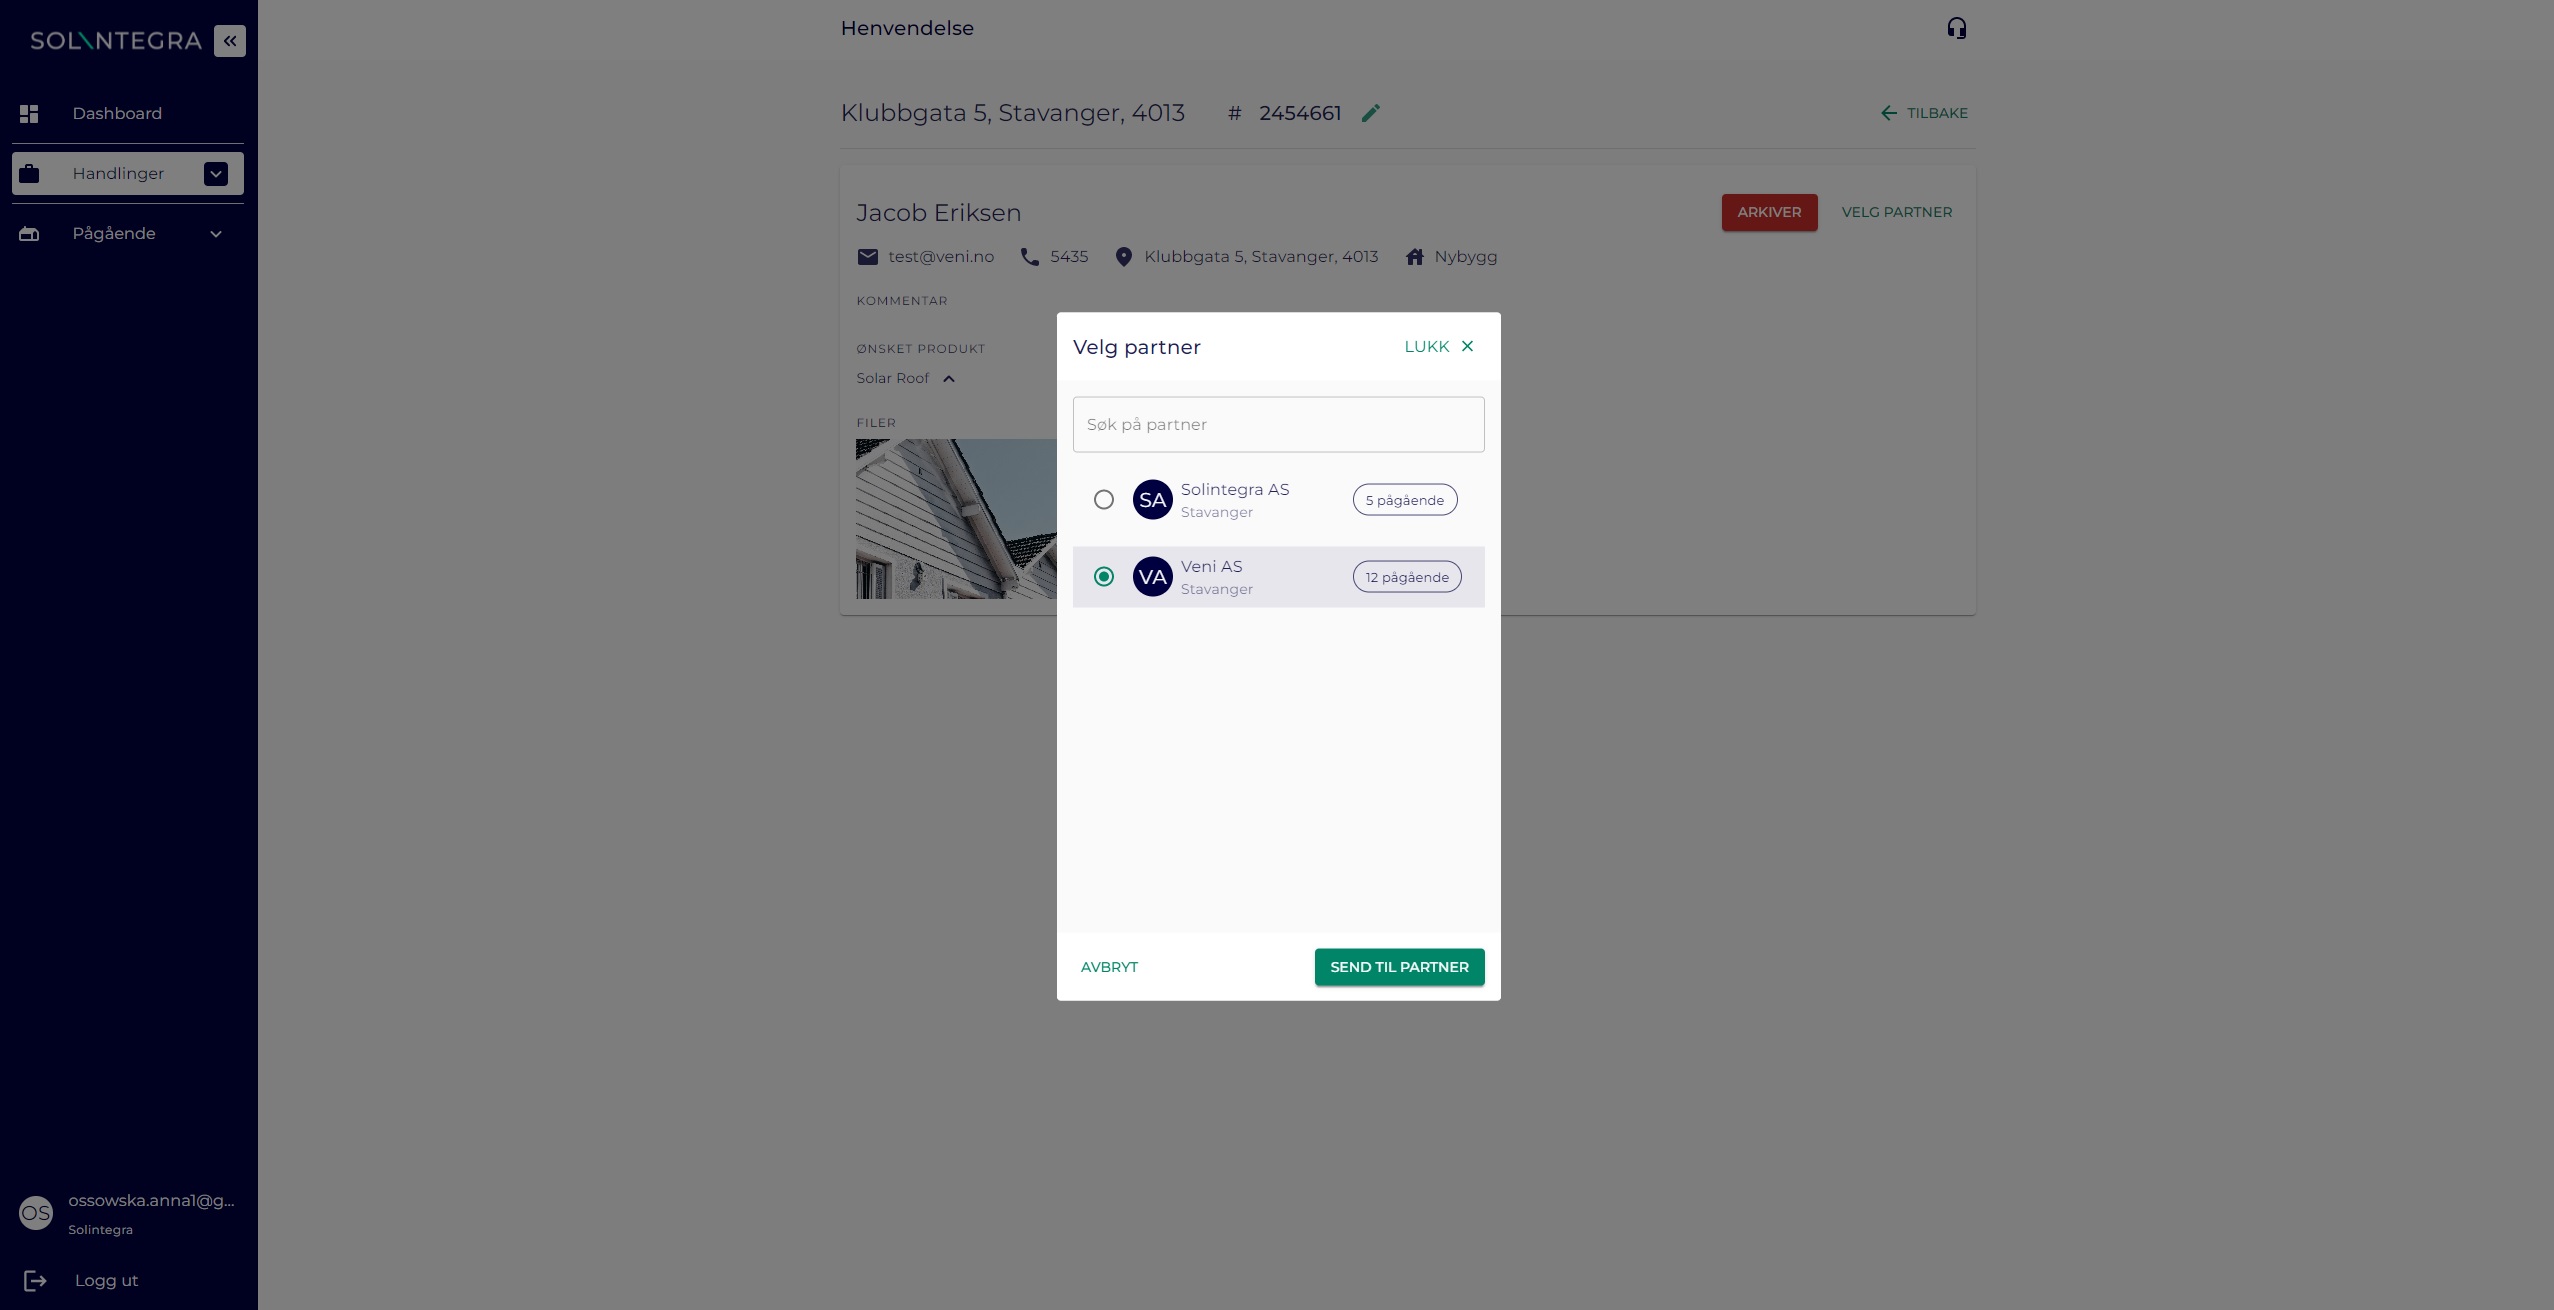 SOLINTEGRA
Dashboard
Handlinger
Pågående
ossowska.anna1@g...
OS
Solintegra
Logg ut
Henvendelse
Klubbgata 5, Stavanger, 4013 # 2454661
TILBAKE
Jacob Eriksen
ARKIVER
VELG PARTNER
test@veni.no
5435
Klubbgata 5, Stavanger, 4013
Nybygg
KOMMENTAR
ØNSKET PRODUKT
Solar Roof
FILER
Velg partner
LUKK
Søk på partner
SA
Solintegra AS
Stavanger
5 pågående
VA
Veni AS
Stavanger
12 pågående
AVBRYT
SEND TIL PARTNER